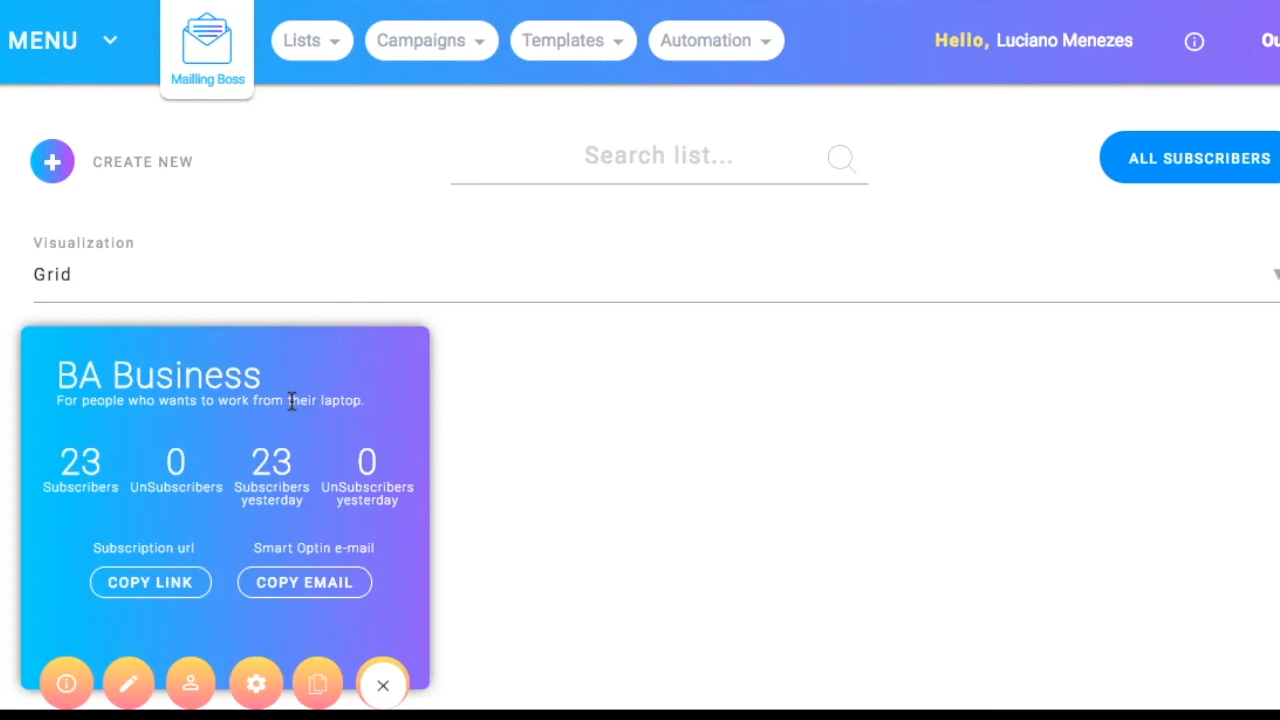 MENU
Mailling Boss
Lists
Campaigns
Templates
Automation
Hello, Luciano Menezes
Ou
CREATE NEW
Search list...
ALL SUBSCRIBERS
Visualization
Grid
BA Business
For people who wants to work from their laptop.
23 0 23 0
Subscribers UnSubscribers Subscribers yesterday UnSubscribers yesterday
Subscription url Smart Optin e-mail
COPY LINK COPY EMAIL